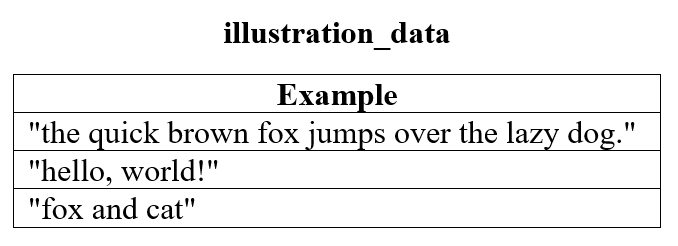 illustration_data
Example
"the quick brown fox jumps over the lazy dog."
"hello, world!"
"fox and cat"